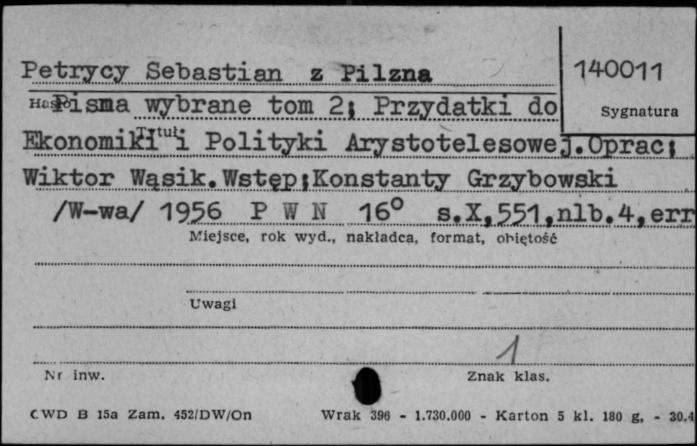 Petrycy Sebastian z Pilzna
140011
Hasło
Pisma wybrane tom 2; Przydatki do
Sygnatura
Tytuł
Ekonomiki i Polityki Arystotelesowej.Oprac;
Wiktor Wąsik.Wstęp;Konstanty Grzybowski
/W-wa/ 1956 P W N 16° s.X,551,nlb.4,err
Miejsce, rok wyd., nakładca, format, objętość
Uwagi
1
Nr inw. Znak klas.
CWD B 15a Zam. 452/DW/On Wrak 396 - 1.730.000 - Karton 5 kl. 180 g. - 30.4